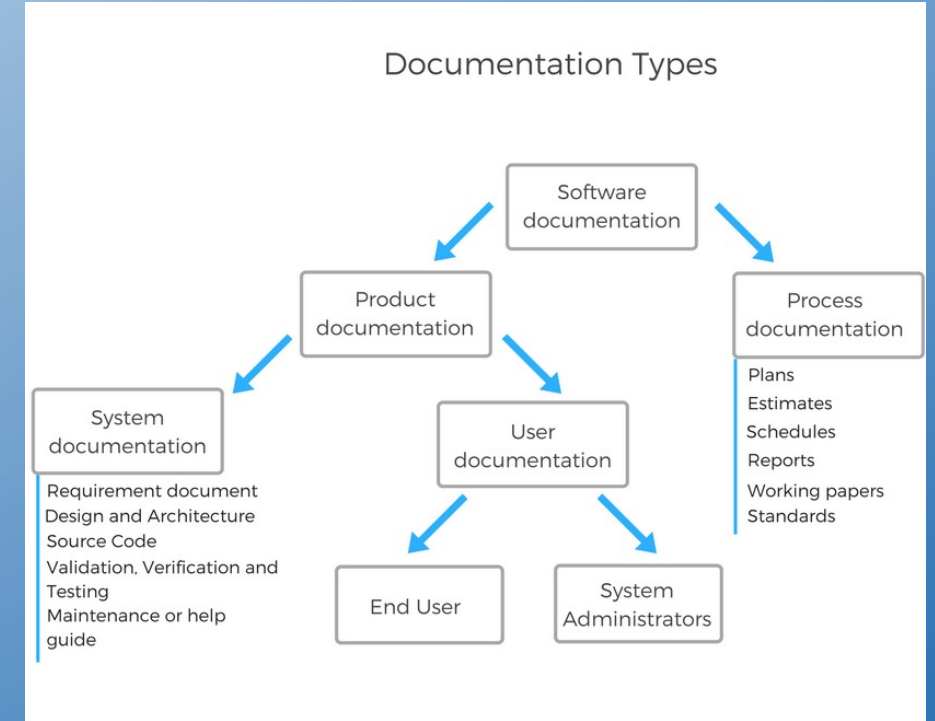 Documentation Types
Software
documentation
Product
documentation
Process
documentation
Plans
Estimates
Schedules
Reports
Working papers
Standards
System
documentation
Requirement document
Design and Architecture
Source Code
Validation, Verification and
Testing
Maintenance or help
guide
User
documentation
End User
System
Administrators